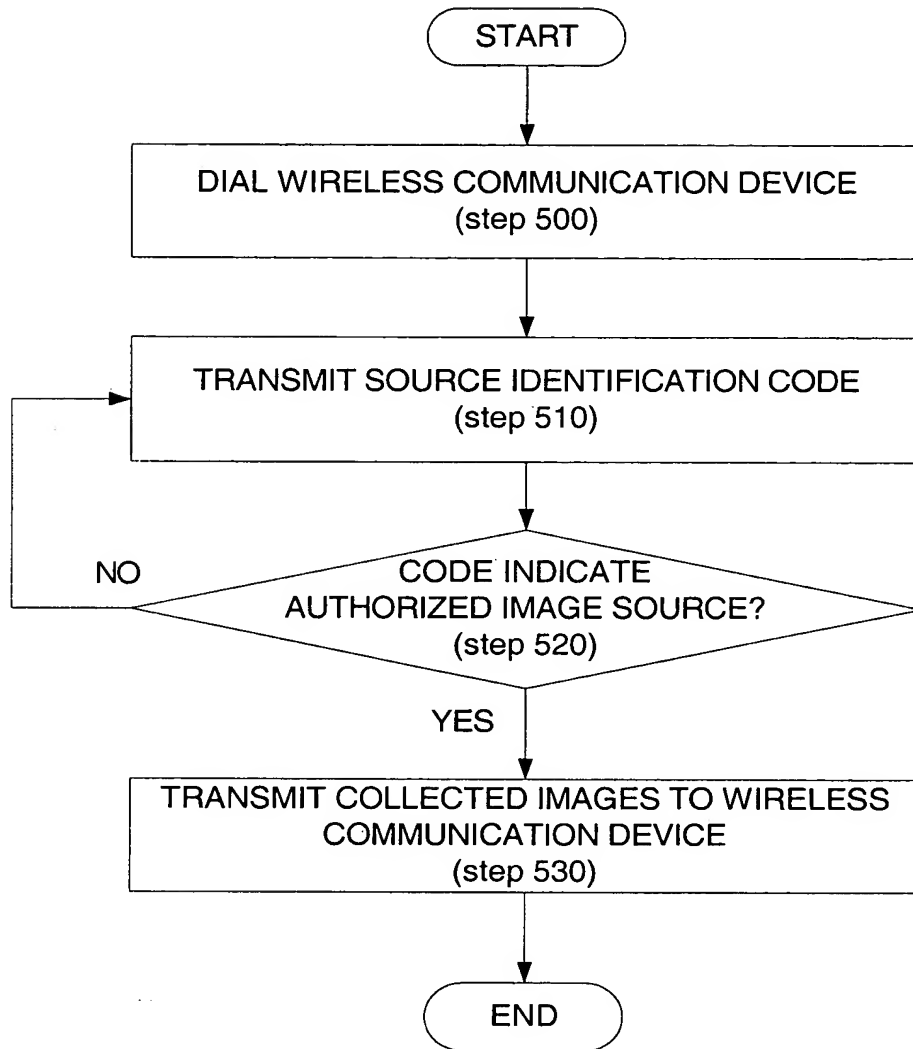 START
DIAL WIRELESS COMMUNICATION DEVICE
(step 500)
TRANSMIT SOURCE IDENTIFICATION CODE
(step 510)
NO
CODE INDICATE
AUTHORIZED IMAGE SOURCE?
(step 520)
YES
TRANSMIT COLLECTED IMAGES TO WIRELESS
COMMUNICATION DEVICE
(step 530)
END